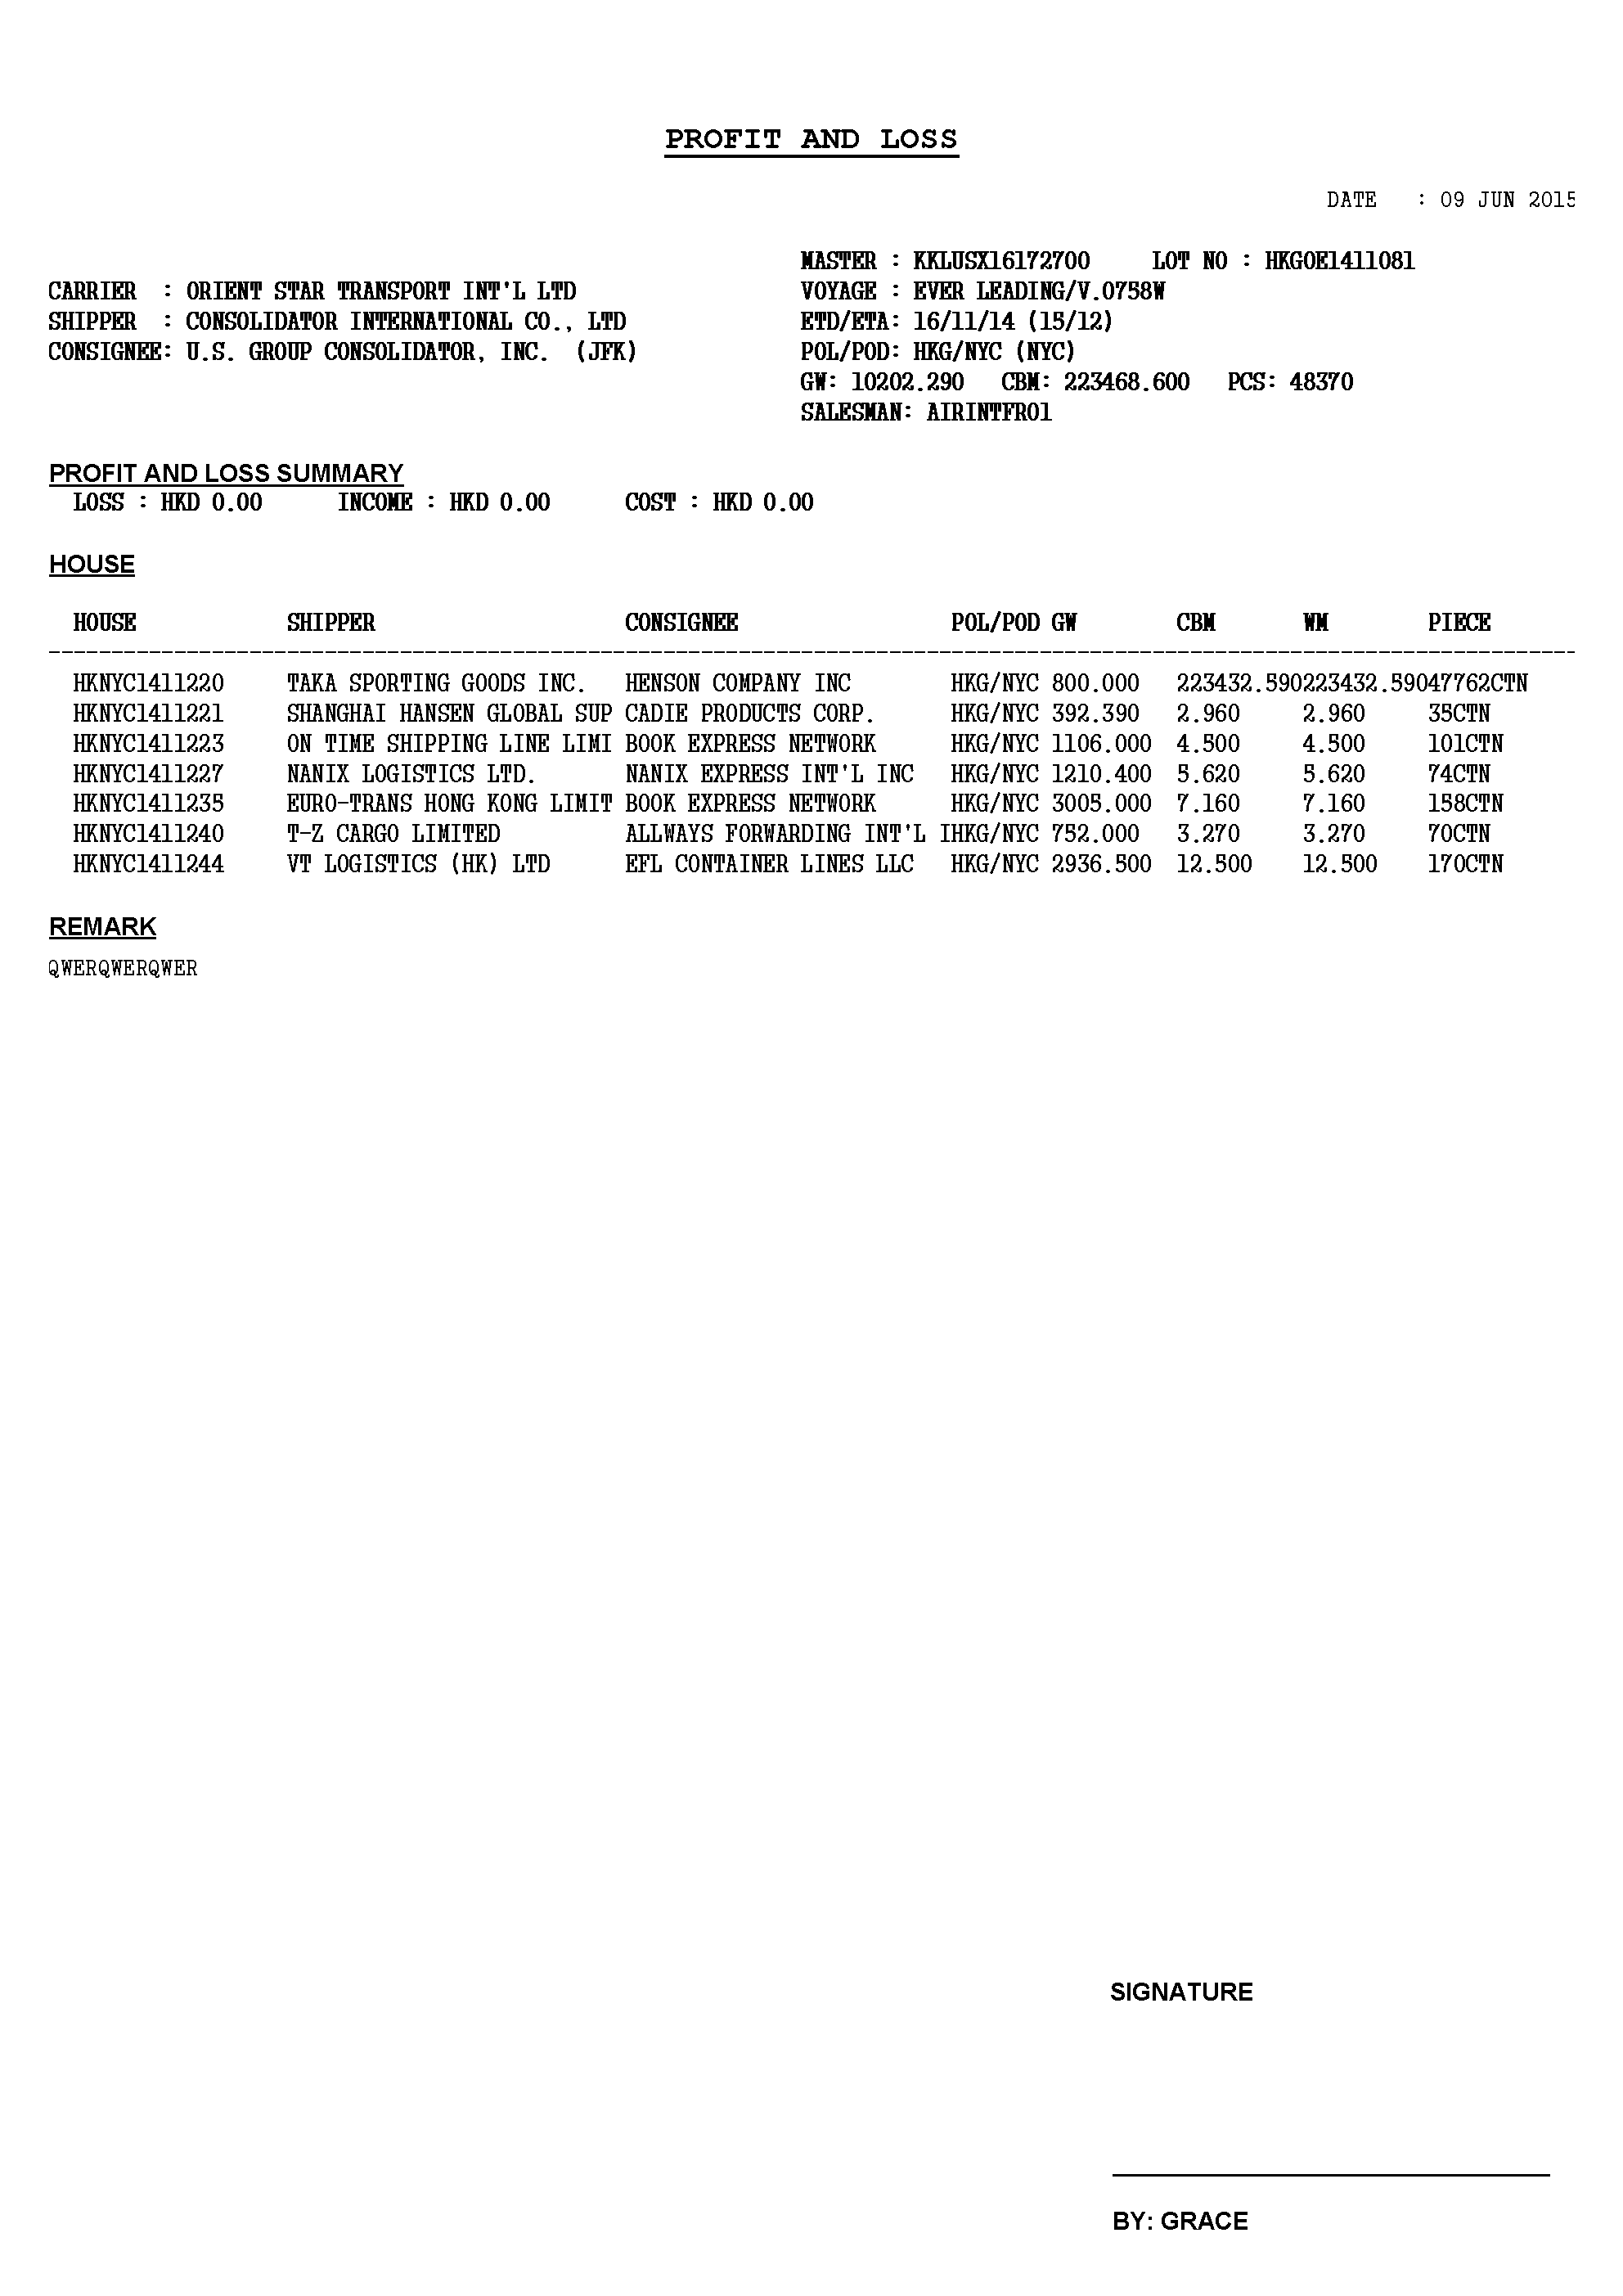 PROFIT AND LOSS
DATE : 09 JUN 2015
MASTER : KKLUSX16172700 LOT NO : HKGOE1411081
CARRIER : ORIENT STAR TRANSPORT INT'L LTD
VOYAGE : EVER LEADING/V.0758W
SHIPPER : CONSOLIDATOR INTERNATIONAL CO., LTD
ETD/ETA: 16/11/14 (15/12)
CONSIGNEE: U.S. GROUP CONSOLIDATOR, INC. (JFK)
POL/POD: HKG/NYC (NYC)
GW: 10202.290 CBM: 223468.600 PCS: 48370
SALESMAN: AIRINTFR01
PROFIT AND LOSS SUMMARY
LOSS : HKD 0.00 INCOME : HKD 0.00 COST : HKD 0.00
HOUSE
HOUSE SHIPPER CONSIGNEE POL/POD GW CBM WM PIECE
HKNYC1411220 TAKA SPORTING GOODS INC. HENSON COMPANY INC HKG/NYC 800.000 223432.590223432.59047762CTN
HKNYC1411221 SHANGHAI HANSEN GLOBAL SUP CADIE PRODUCTS CORP. HKG/NYC 392.390 2.960 2.960 35CTN
HKNYC1411223 ON TIME SHIPPING LINE LIMI BOOK EXPRESS NETWORK HKG/NYC 1106.000 4.500 4.500 101CTN
HKNYC1411227 NANIX LOGISTICS LTD. NANIX EXPRESS INT'L INC HKG/NYC 1210.400 5.620 5.620 74CTN
HKNYC1411235 EURO-TRANS HONG KONG LIMIT BOOK EXPRESS NETWORK HKG/NYC 3005.000 7.160 7.160 158CTN
HKNYC1411240 T-Z CARGO LIMITED ALLWAYS FORWARDING INT'L IHKG/NYC 752.000 3.270 3.270 70CTN
HKNYC1411244 VT LOGISTICS (HK) LTD EFL CONTAINER LINES LLC HKG/NYC 2936.500 12.500 12.500 170CTN
REMARK
QWERQWERQWER
SIGNATURE
BY: GRACE